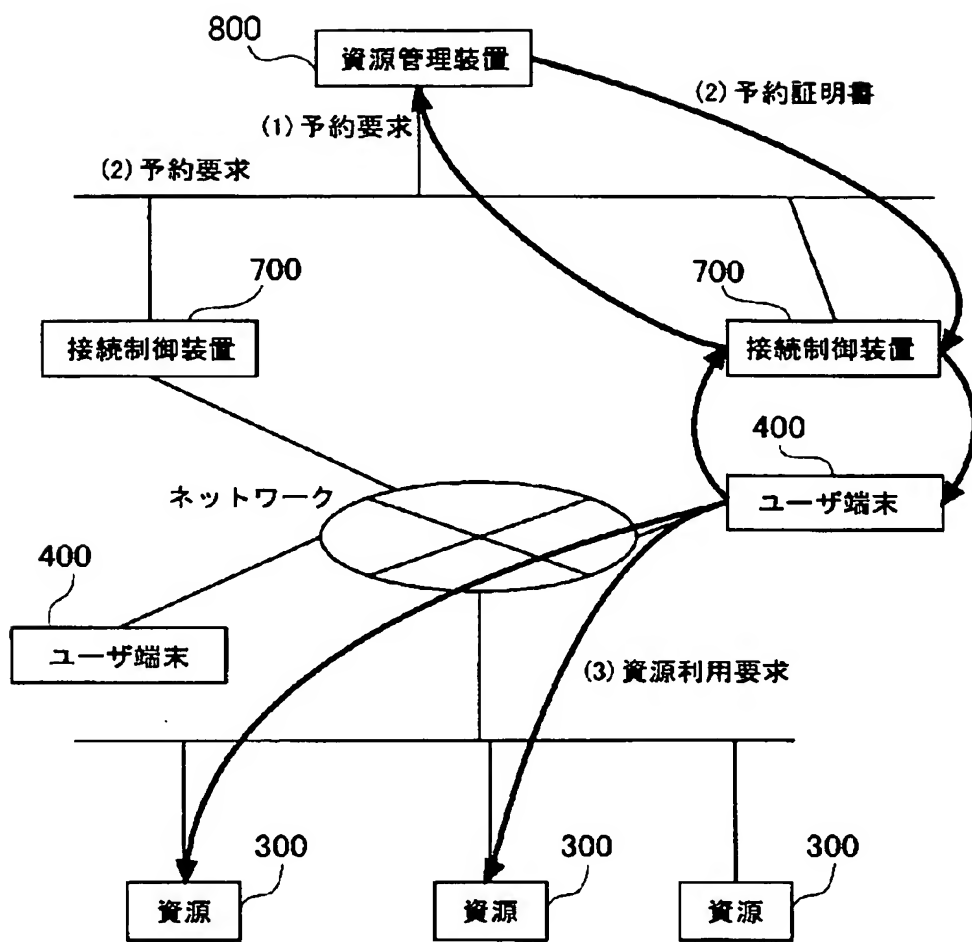 800
資源管理装置
(2)予約証明書
(1)予約要求
(2)予約要求
700
700
接続制御装置
接続制御装置
400
ネットワーク
ユーザ端末
400
ユーザ端末
(3)資源利用要求
300
300
300
資源
資源
資源